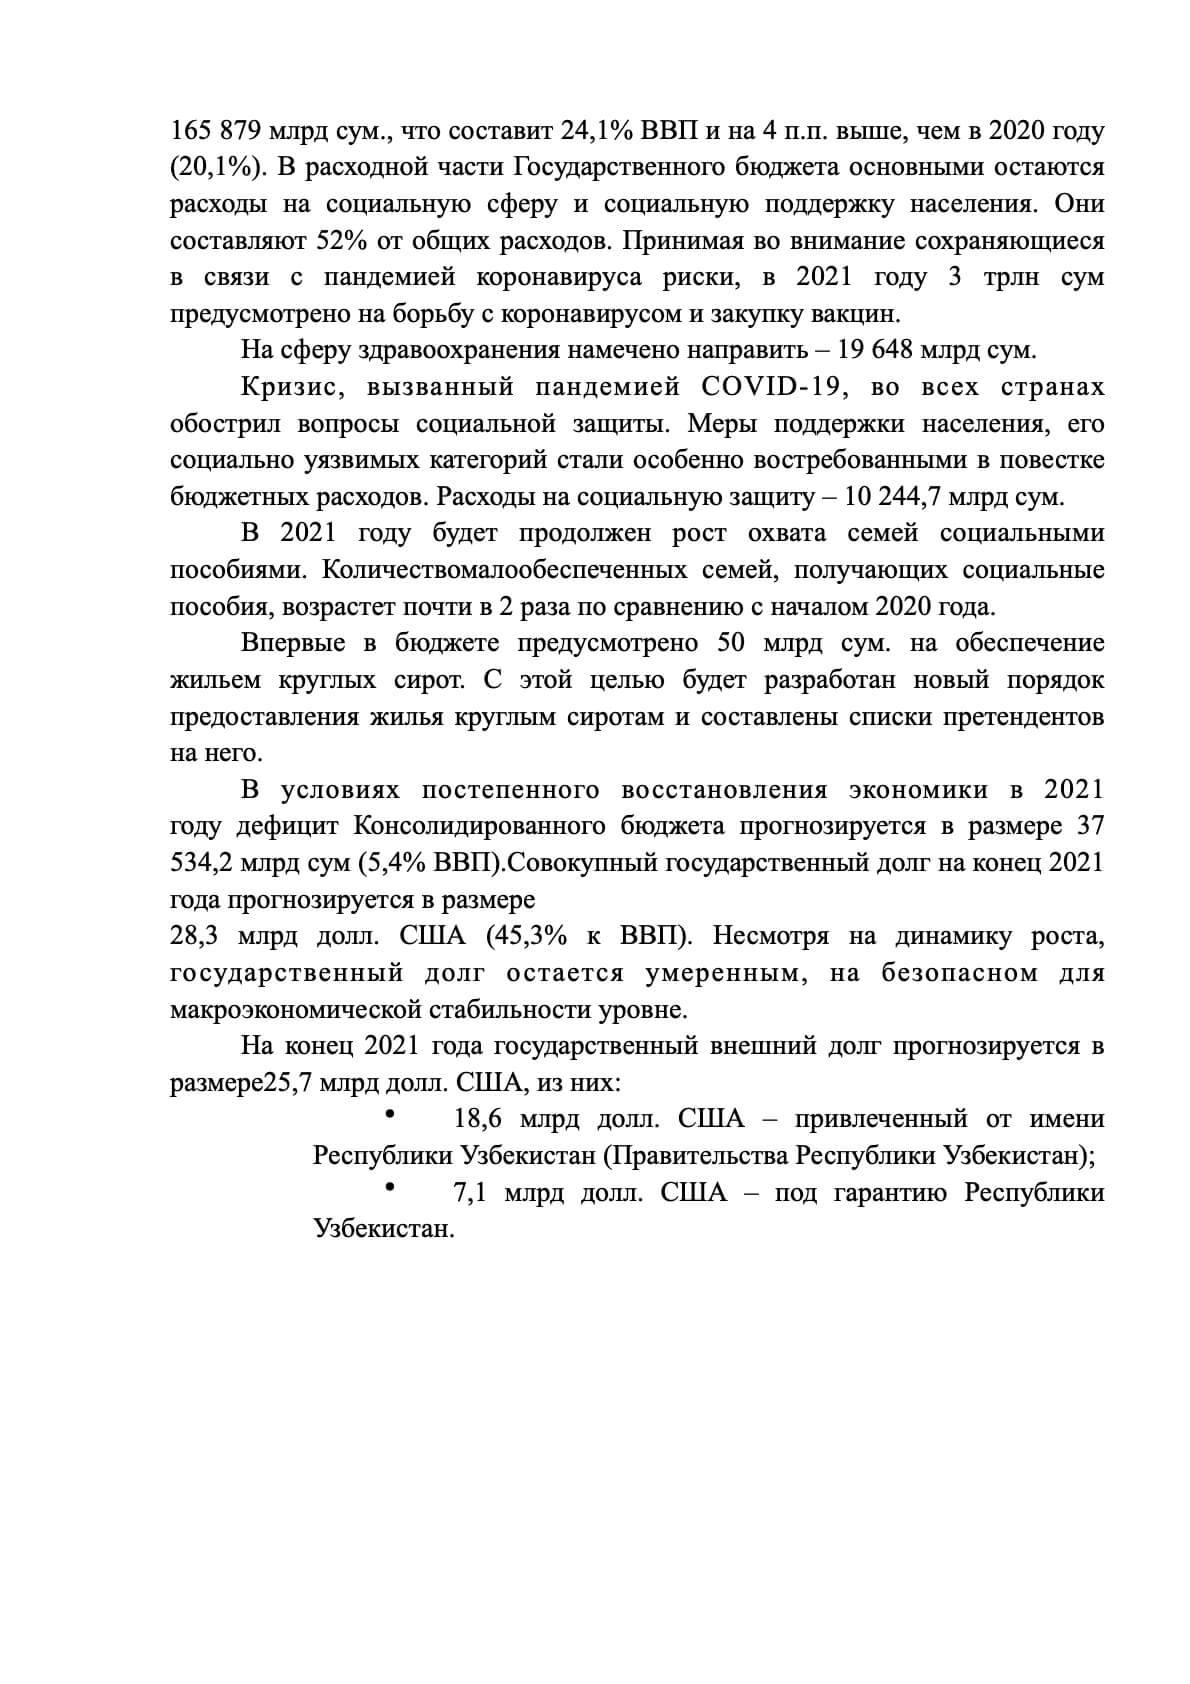 165 879 млрд сум., что составит 24,1% ВВП и на 4 п.п. выше, чем в 2020 году
(20,1%). В расходной части Государственного бюджета основными остаются
расходы на социальную сферу и социальную поддержку населения. Они
составляют 52% от общих расходов. Принимая во внимание сохраняющиеся
в связи с пандемией коронавируса риски, в 2021 году 3 трлн сум
предусмотрено на борьбу с коронавирусом и закупку вакцин.
На сферу здравоохранения намечено направить – 19 648 млрд сум.
Кризис, вызванный пандемией COVID-19, во всех странах
обострил вопросы социальной защиты. Меры поддержки населения, его
социально уязвимых категорий стали особенно востребованными в повестке
бюджетных расходов. Расходы на социальную защиту – 10 244,7 млрд сум.
В 2021 году будет продолжен рост охвата семей социальными
пособиями. Количествомалообеспеченных семей, получающих социальные
пособия, возрастет почти в 2 раза по сравнению с началом 2020 года.
Впервые в бюджете предусмотрено 50 млрд сум. на обеспечение
жильем круглых сирот. С этой целью будет разработан новый порядок
предоставления жилья круглым сиротам и составлены списки претендентов
на него.
В условиях постепенного восстановления экономики в 2021
году дефицит Консолидированного бюджета прогнозируется в размере 37
534,2 млрд сум (5,4% ВВП).Совокупный государственный долг на конец 2021
года прогнозируется в размере
28,3 млрд долл. США (45,3% к ВВП). Несмотря на динамику роста,
государственный долг остается умеренным, на безопасном для
макроэкономической стабильности уровне.
На конец 2021 года государственный внешний долг прогнозируется в
размере25,7 млрд долл. США, из них:
• 18,6 млрд долл. США – привлеченный от имени
Республики Узбекистан (Правительства Республики Узбекистан);
• 7,1 млрд долл. США – под гарантию Республики
Узбекистан.